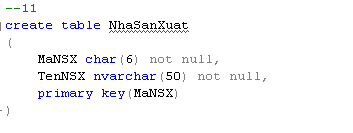 --11
create table NhaSanXuat
(
MaNSX char(6) not null,
TenNSX nvarchar(50) not null,
primary key(MaNSX)
)